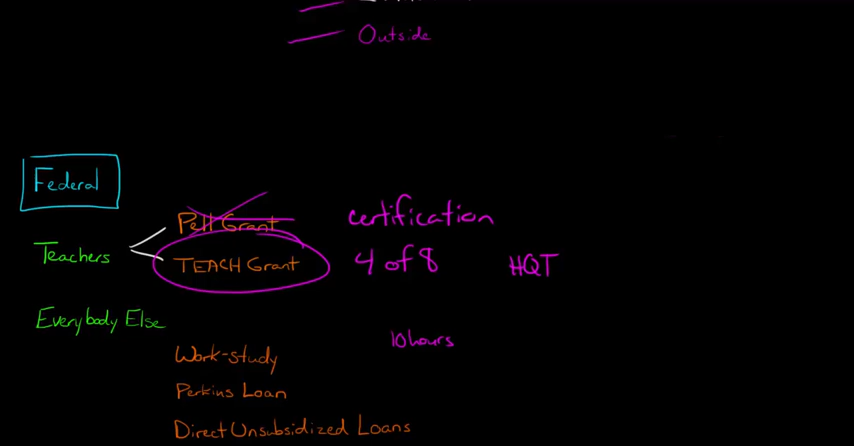 Outside
Federal
Pell Grant
certification
Teachers
TEACH Grant
4 of 8
HQT
Everybody Else
10 hours
Work-study
Perkins Loan
Direct Unsubsidized Loans